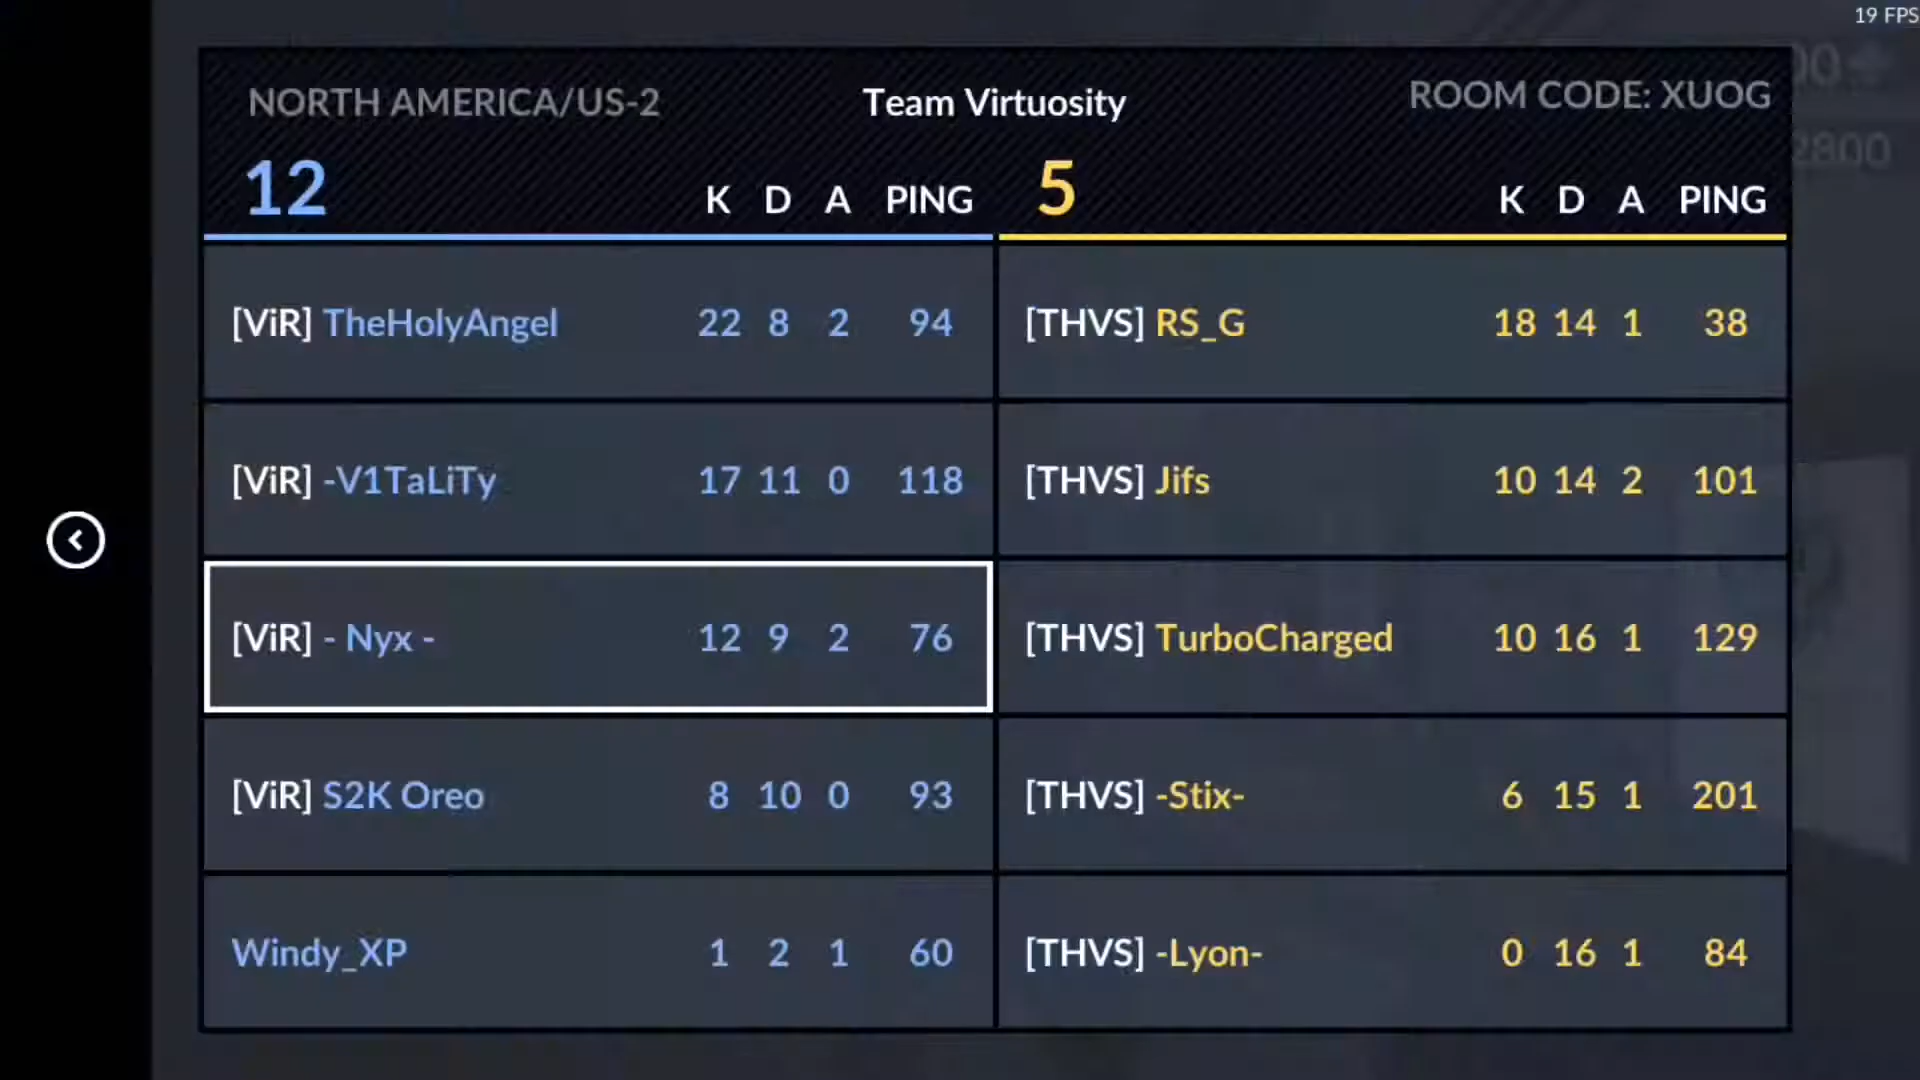 19 FPS
NORTH AMERICA/US-2 Team Virtuosity ROOM CODE: XUOG
12 K D A PING 5 K D A PING
[ViR] TheHolyAngel 22 8 2 94 [THVS] RS_G 18 14 1 38
[ViR] -V1TaLiTy 17 11 0 118 [THVS] Jifs 10 14 2 101
[ViR] - Nyx - 12 9 2 76 [THVS] TurboCharged 10 16 1 129
[ViR] S2K Oreo 8 10 0 93 [THVS] -Stix- 6 15 1 201
Windy_XP 1 2 1 60 [THVS] -Lyon- 0 16 1 84
2800